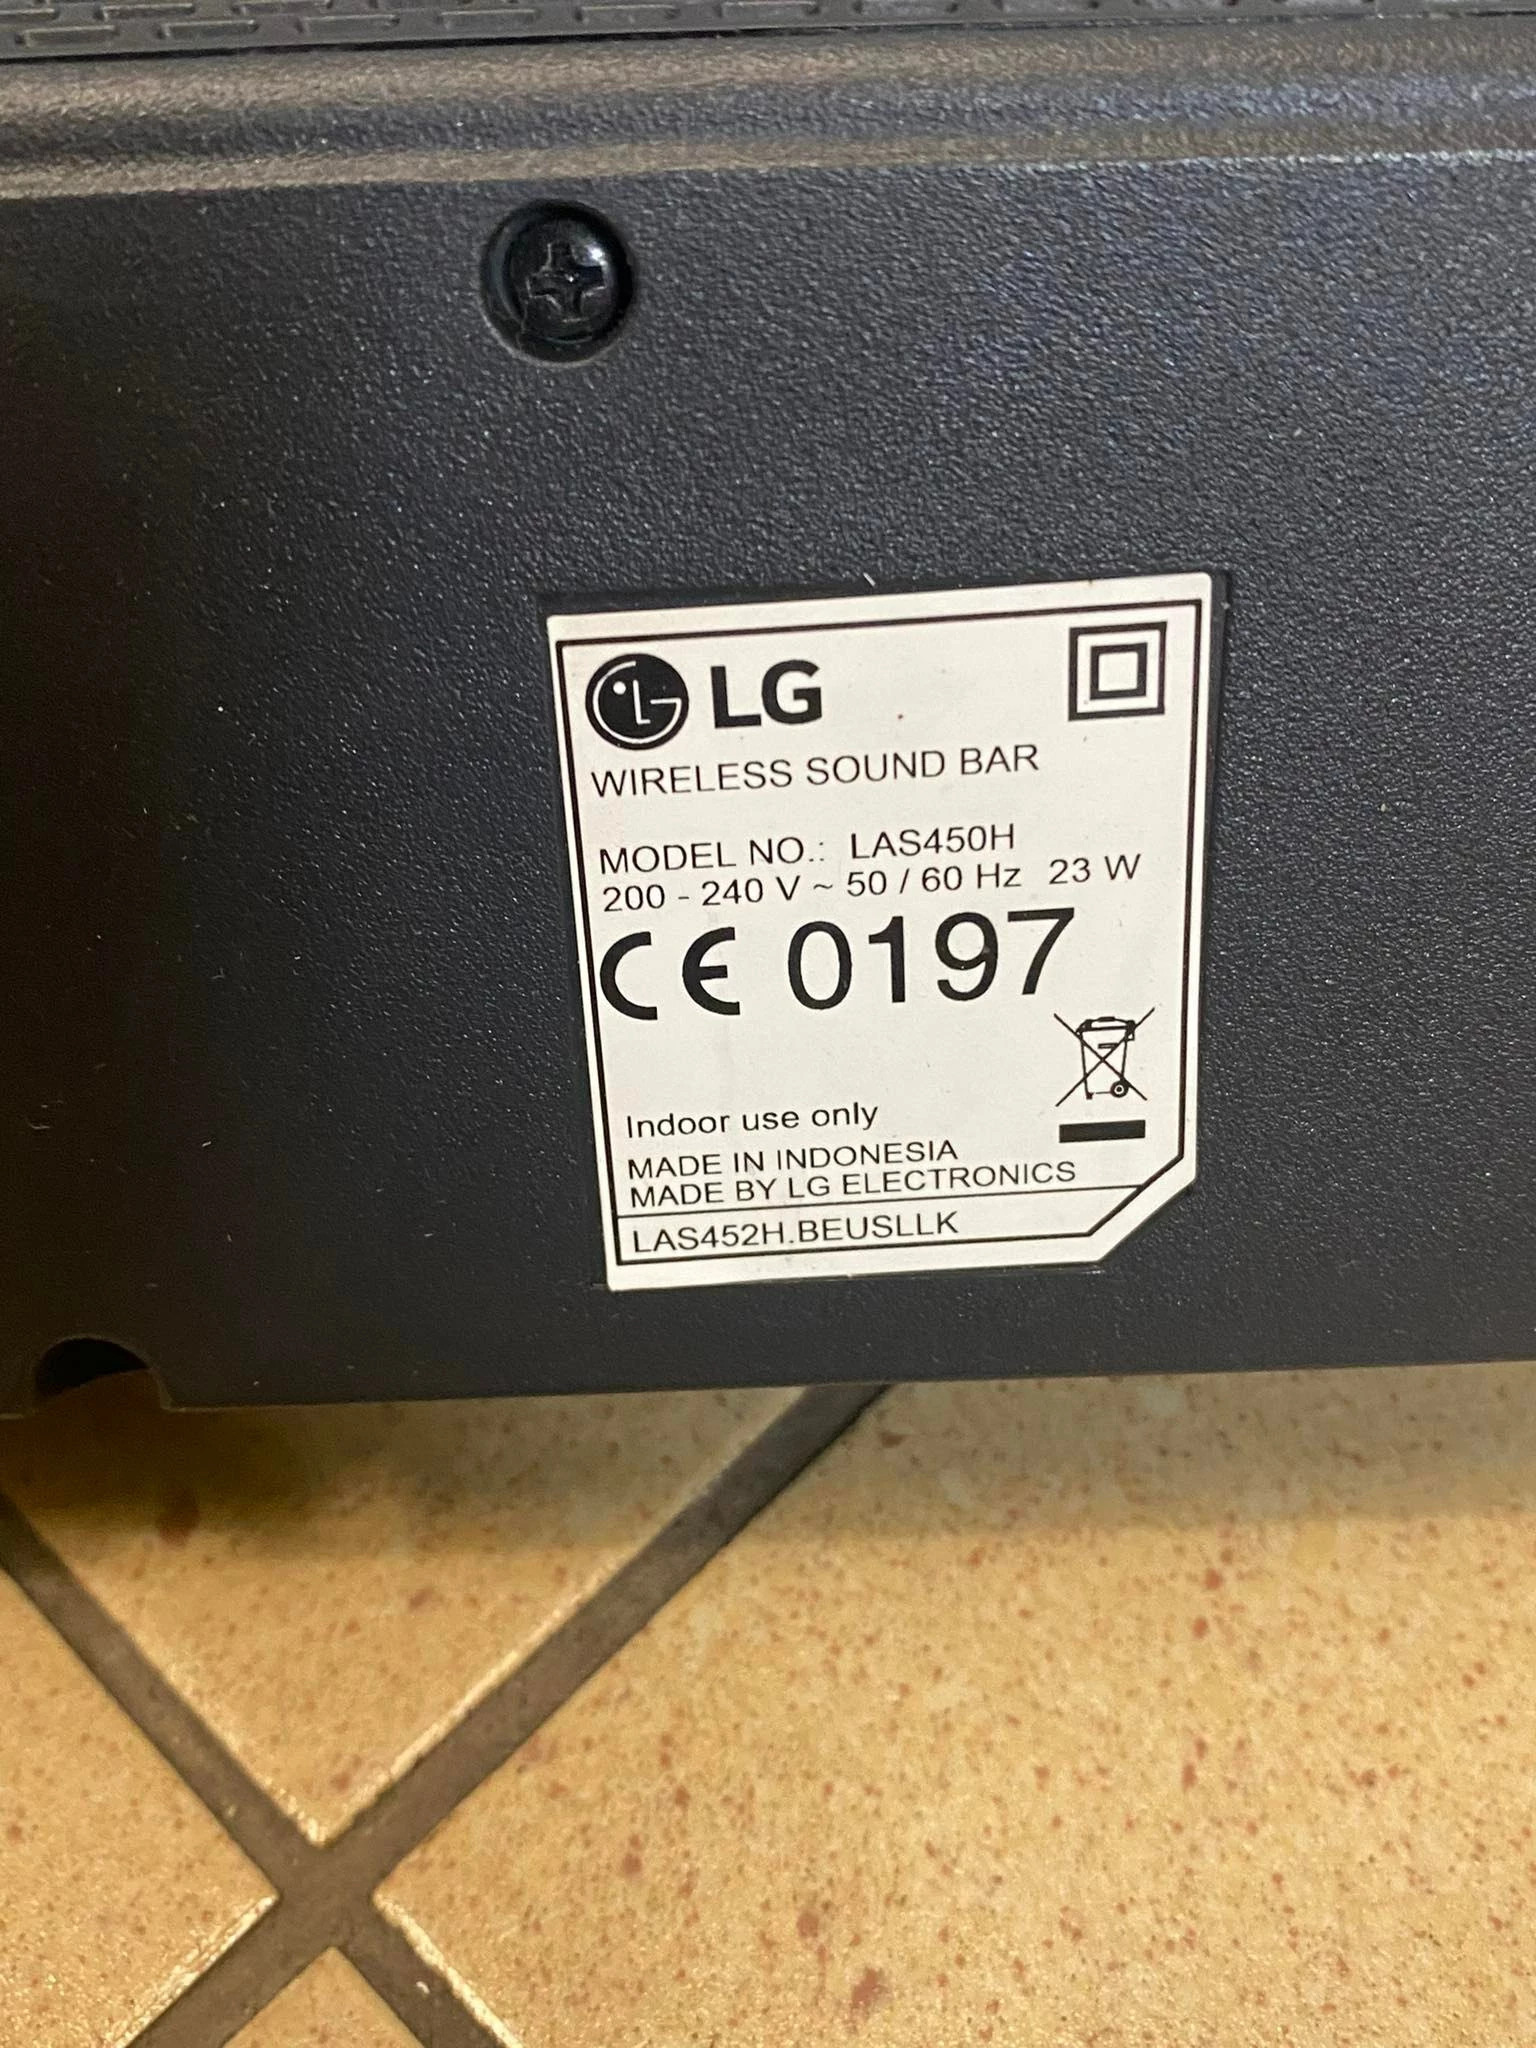 LG
WIRELESS SOUND BAR
MODEL NO.: LAS450H
200 - 240 V ~ 50 / 60 Hz 23 W
CE 0197
Indoor use only
MADE IN INDONESIA
MADE BY LG ELECTRONICS
LAS452H.BEUSLLK